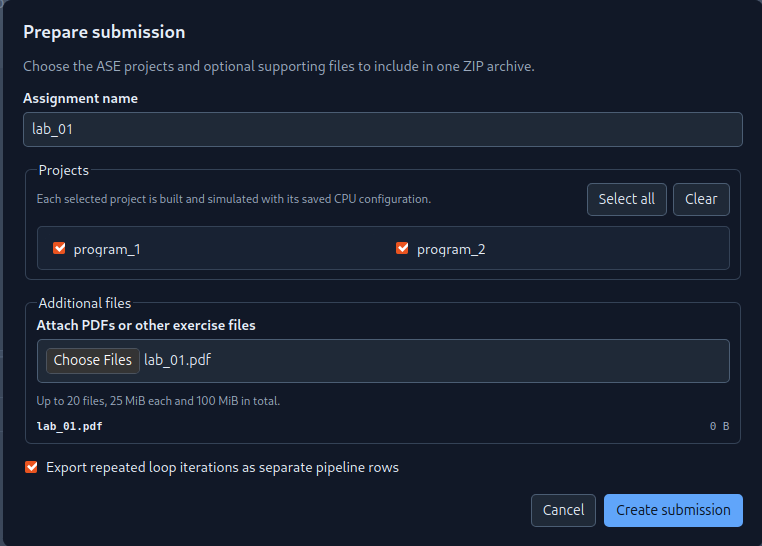 Prepare submission
Choose the ASE projects and optional supporting files to include in one ZIP archive.
Assignment name
lab_01
Projects
Each selected project is built and simulated with its saved CPU configuration.
Select all
Clear
program_1
program_2
Additional files
Attach PDFs or other exercise files
Choose Files lab_01.pdf
Up to 20 files, 25 MiB each and 100 MiB in total.
lab_01.pdf 0 B
Export repeated loop iterations as separate pipeline rows
Cancel
Create submission